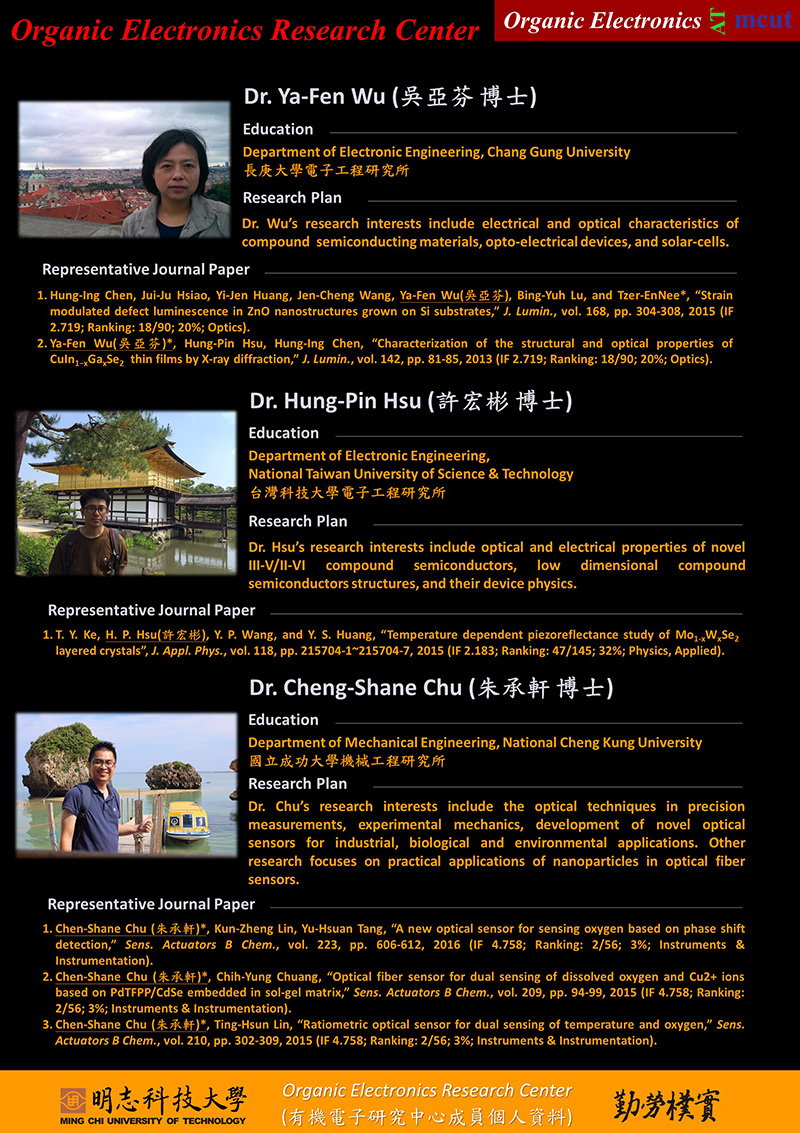 Organic Electronics Research Center
Organic Electronics AT mcut
Dr. Ya-Fen Wu (吳亞芬 博士)
Education
Department of Electronic Engineering, Chang Gung University
長庚大學電子工程研究所
Research Plan
Dr. Wu's research interests include electrical and optical characteristics of
compound semiconducting materials, opto-electrical devices, and solar-cells.
Representative Journal Paper
1. Hung-Ing Chen, Jui-Ju Hsiao, Yi-Jen Huang, Jen-Cheng Wang, Ya-Fen Wu(吳亞芬), Bing-Yuh Lu, and Tzer-EnNee*, “Strain
modulated defect luminescence in ZnO nanostructures grown on Si substrates,” J. Lumin., vol. 168, pp. 304-308, 2015 (IF
2.719; Ranking: 18/90; 20%; Optics).
2. Ya-Fen Wu(吳亞芬)*, Hung-Pin Hsu, Hung-Ing Chen, “Characterization of the structural and optical properties of
CuIn1−xGaxSe2 thin films by X-ray diffraction,” J. Lumin., vol. 142, pp. 81-85, 2013 (IF 2.719; Ranking: 18/90; 20%; Optics).
Dr. Hung-Pin Hsu (許宏彬 博士)
Education
Department of Electronic Engineering,
National Taiwan University of Science & Technology
台灣科技大學電子工程研究所
Research Plan
Dr. Hsu's research interests include optical and electrical properties of novel
III-V/II-VI compound semiconductors, low dimensional compound
semiconductors structures, and their device physics.
Representative Journal Paper
1. T. Y. Ke, H. P. Hsu(許宏彬), Y. P. Wang, and Y. S. Huang, “Temperature dependent piezoreflectance study of Mo1-xWxSe2
layered crystals”, J. Appl. Phys., vol. 118, pp. 215704-1~215704-7, 2015 (IF 2.183; Ranking: 47/145; 32%; Physics, Applied).
Dr. Cheng-Shane Chu (朱承軒 博士)
Education
Department of Mechanical Engineering, National Cheng Kung University
國立成功大學機械工程研究所
Research Plan
Dr. Chu's research interests include the optical techniques in precision
measurements, experimental mechanics, development of novel optical
sensors for industrial, biological and environmental applications. Other
research focuses on practical applications of nanoparticles in optical fiber
sensors.
Representative Journal Paper
1. Chen-Shane Chu (朱承軒)*, Kun-Zheng Lin, Yu-Hsuan Tang, “A new optical sensor for sensing oxygen based on phase shift
detection,” Sens. Actuators B Chem., vol. 223, pp. 606-612, 2016 (IF 4.758; Ranking: 2/56; 3%; Instruments &
Instrumentation).
2. Chen-Shane Chu (朱承軒)*, Chih-Yung Chuang, “Optical fiber sensor for dual sensing of dissolved oxygen and Cu2+ ions
based on PdTFPP/CdSe embedded in sol-gel matrix,” Sens. Actuators B Chem., vol. 209, pp. 94-99, 2015 (IF 4.758; Ranking:
2/56; 3%; Instruments & Instrumentation).
3. Chen-Shane Chu (朱承軒)*, Ting-Hsun Lin, “Ratiometric optical sensor for dual sensing of temperature and oxygen,” Sens.
Actuators B Chem., vol. 210, pp. 302-309, 2015 (IF 4.758; Ranking: 2/56; 3%; Instruments & Instrumentation).
明志科技大學
MING CHI UNIVERSITY OF TECHNOLOGY
Organic Electronics Research Center
(有機電子研究中心成員個人資料)
勤勞樸實